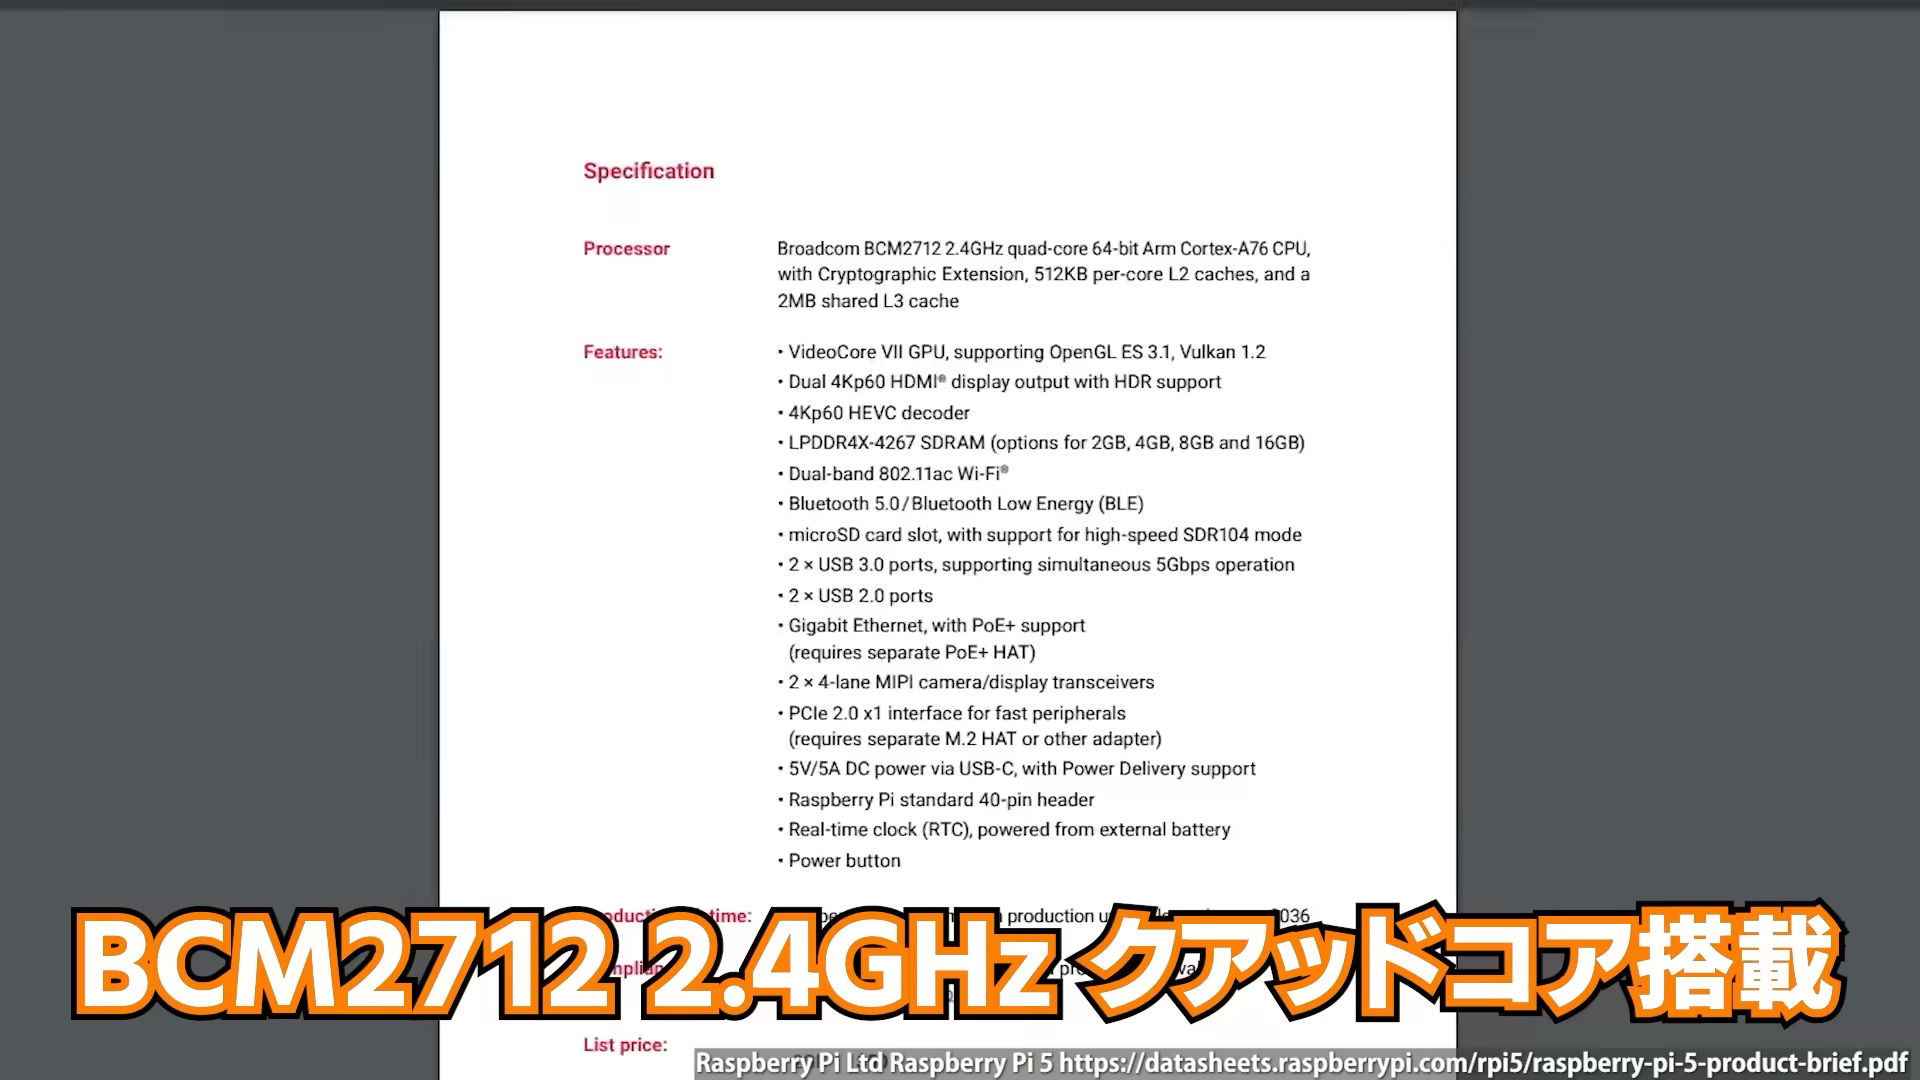 Specification
Processor
Broadcom BCM2712 2.4GHz quad-core 64-bit Arm Cortex-A76 CPU,
with Cryptographic Extension, 512KB per-core L2 caches, and a
2MB shared L3 cache
Features:
• VideoCore VII GPU, supporting OpenGL ES 3.1, Vulkan 1.2
• Dual 4Kp60 HDMI® display output with HDR support
• 4Kp60 HEVC decoder
• LPDDR4X-4267 SDRAM (options for 2GB, 4GB, 8GB and 16GB)
• Dual-band 802.11ac Wi-Fi®
• Bluetooth 5.0/Bluetooth Low Energy (BLE)
• microSD card slot, with support for high-speed SDR104 mode
• 2 × USB 3.0 ports, supporting simultaneous 5Gbps operation
• 2 × USB 2.0 ports
• Gigabit Ethernet, with PoE+ support
(requires separate PoE+ HAT)
• 2 × 4-lane MIPI camera/display transceivers
• PCIe 2.0 x1 interface for fast peripherals
(requires separate M.2 HAT or other adapter)
• 5V/5A DC power via USB-C, with Power Delivery support
• Raspberry Pi standard 40-pin header
• Real-time clock (RTC), powered from external battery
• Power button
production
BCM2712 2.4GHz クアッドコア搭載
List price:
Raspberry Pi Ltd Raspberry Pi 5 https://datasheets.raspberrypi.com/rpi5/raspberry-pi-5-product-brief.pdf